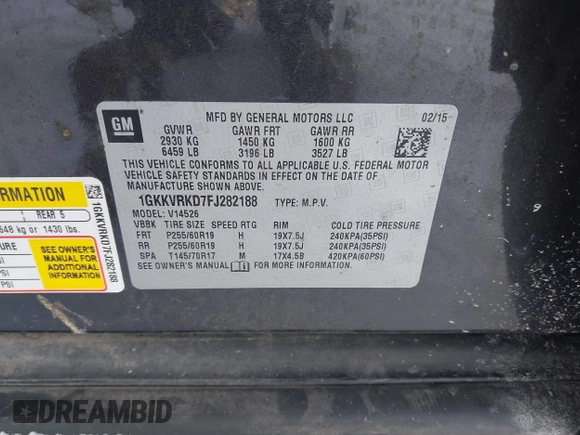 GM
MFD BY GENERAL MOTORS LLC 02/15
GVWR GAWR FRT GAWR RR
2930 KG 1450 KG 1600 KG
6459 LB 3196 LB 3527 LB
THIS VEHICLE CONFORMS TO ALL APPLICABLE U.S. FEDERAL MOTOR
VEHICLE SAFETY STANDARDS IN EFFECT ON THE DATE OF
MANUFACTURE SHOWN ABOVE.
1GKKVRKD7FJ282188 TYPE: M.P.V.
MODEL: V14526
VBBK TIRE SIZE SPEED RTG RIM COLD TIRE PRESSURE
FRT P255/60R19 H 19X7.5J 240KPA(35PSI)
RR P255/60R19 H 19X7.5J 240KPA(35PSI)
SPA T145/70R17 M 17X4.5B 420KPA(60PSI)
SEE OWNER'S MANUAL FOR MORE INFORMATION.
REAR 5
648 kg or 1430 lbs.
SEE OWNER'S
MANUAL FOR
ADDITIONAL
INFORMATION
1GKKVRKD7FJ282188
DREAMBID